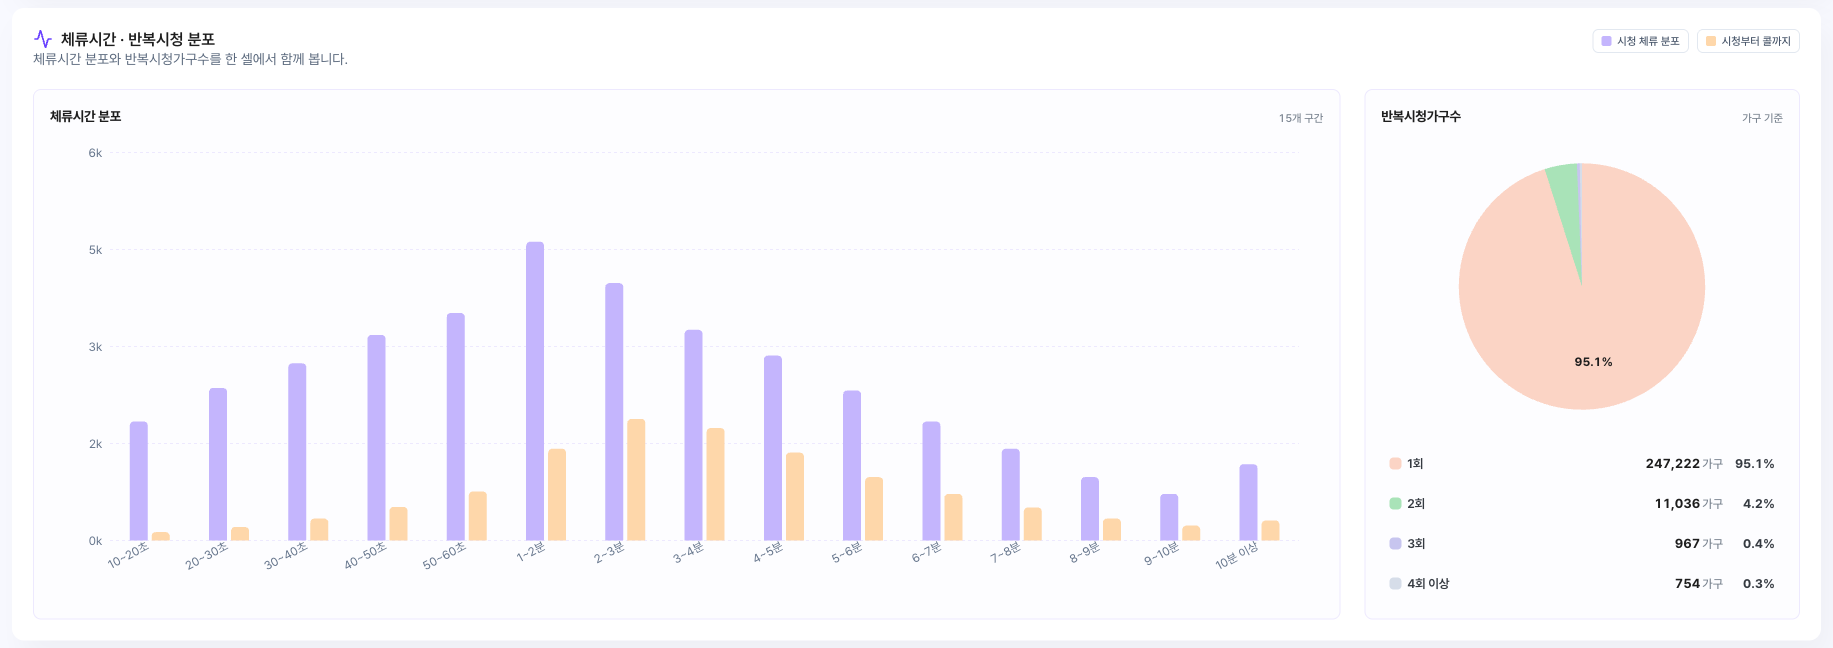 체류시간 · 반복시청 분포
체류시간 분포와 반복시청가구수를 한 셀에서 함께 봅니다.
시청 체류 분포
시청부터 콜까지
체류시간 분포
15개 구간
6k
5k
3k
2k
0k
10~20초
20~30초
30~40초
40~50초
50~60초
1~2분
2~3분
3~4분
4~5분
5~6분
6~7분
7~8분
8~9분
9~10분
10분 이상
반복시청가구수
가구 기준
95.1%
1회 247,222 가구 95.1%
2회 11,036 가구 4.2%
3회 967 가구 0.4%
4회 이상 754 가구 0.3%